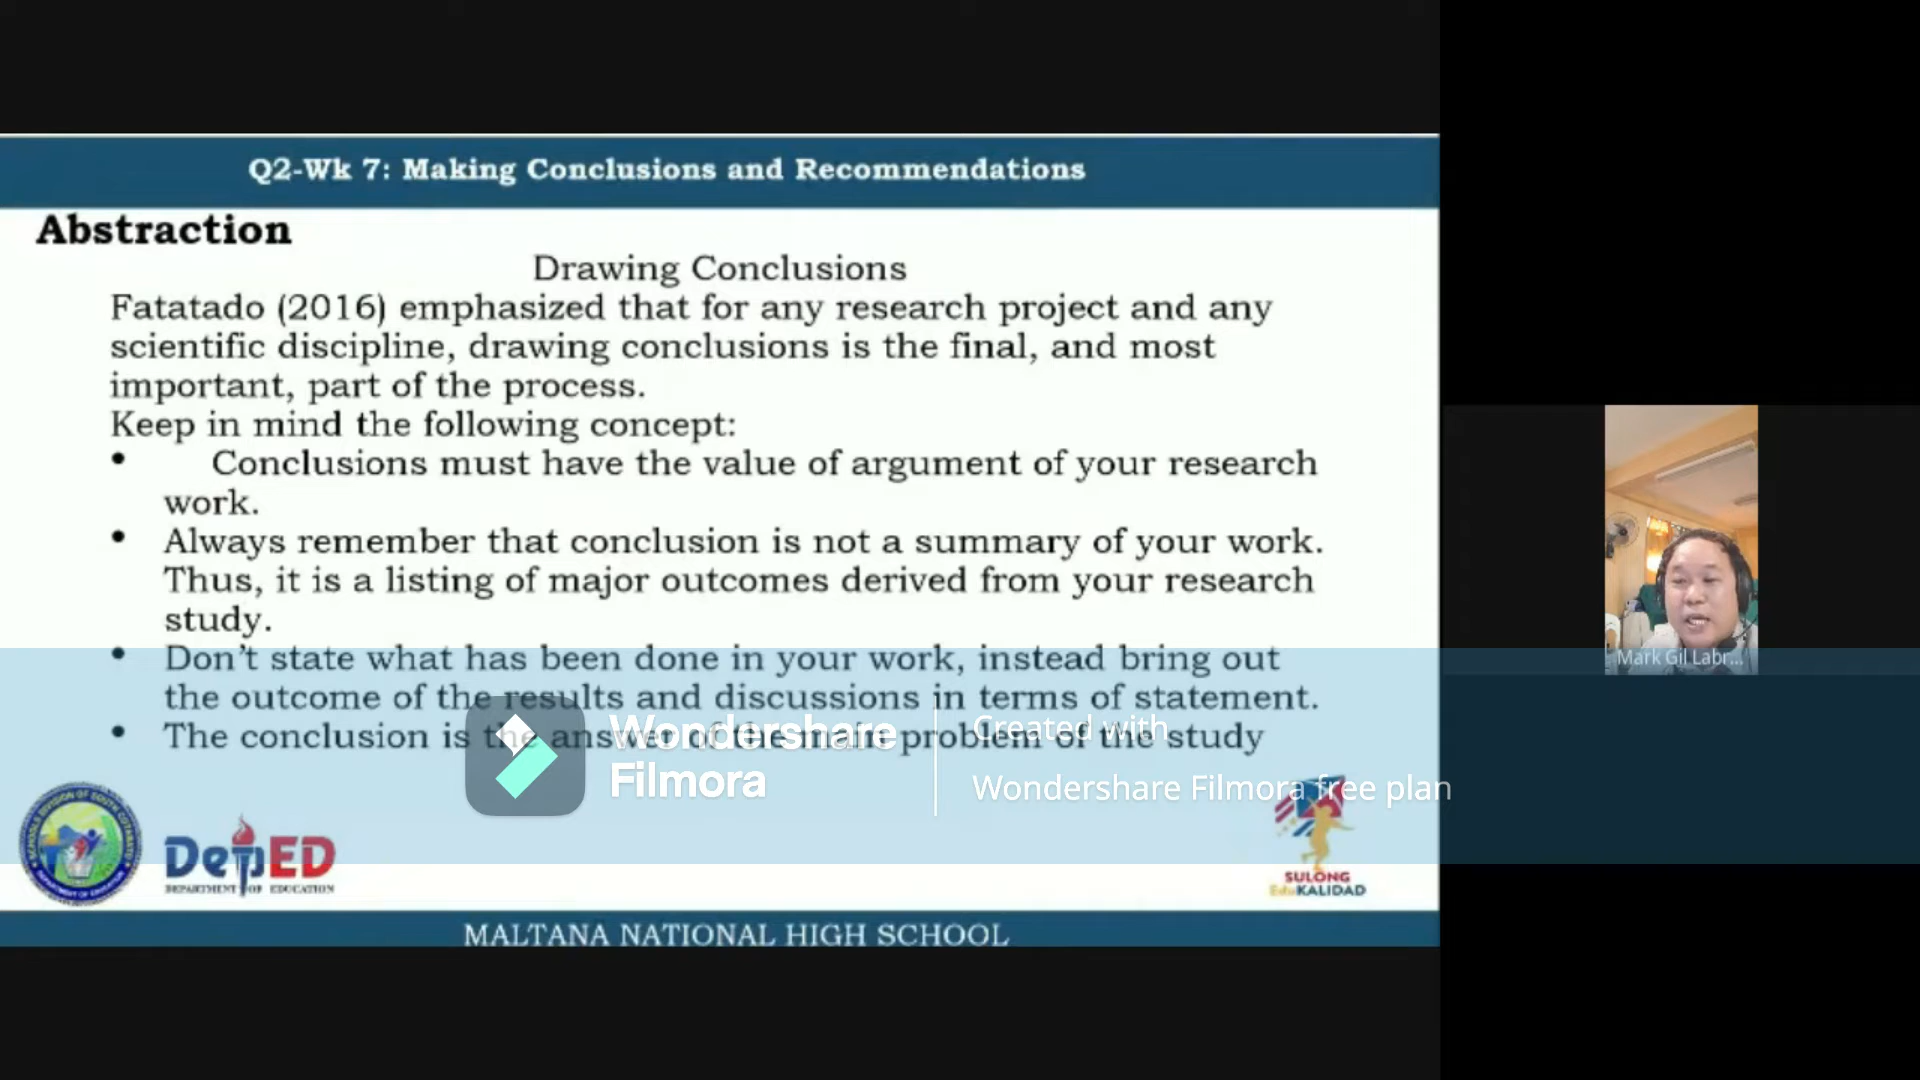 Q2-Wk 7: Making Conclusions and Recommendations
Abstraction
Drawing Conclusions
Fatatado (2016) emphasized that for any research project and any
scientific discipline, drawing conclusions is the final, and most
important, part of the process.
Keep in mind the following concept:
• Conclusions must have the value of argument of your research
work.
• Always remember that conclusion is not a summary of your work.
Thus, it is a listing of major outcomes derived from your research
study.
• Don't state what has been done in your work, instead bring out
the outcome of the results and discussions in terms of statement.
• The conclusion is the answer of the main problem of the study
Wondershare
Filmora
Created with
Wondershare Filmora free plan
Mark Gil Labr...
DepED
DEPARTMENT OF EDUCATION
SULONG
EduKALIDAD
MALTANA NATIONAL HIGH SCHOOL